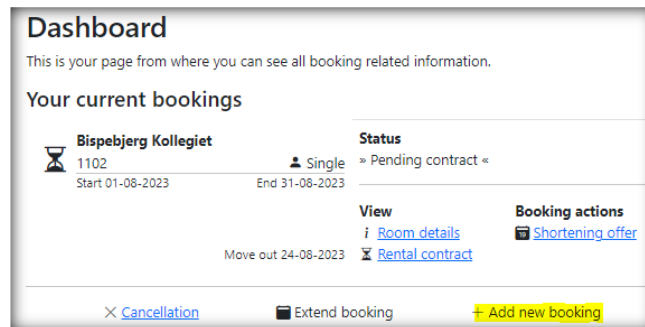 Dashboard
This is your page from where you can see all booking related information.
Your current bookings
Bispebjerg Kollegiet
1102 Single
Start 01-08-2023 End 31-08-2023
Move out 24-08-2023
Status
» Pending contract «
View
i Room details
Rental contract
Booking actions
Shortening offer
× Cancellation
Extend booking
+ Add new booking